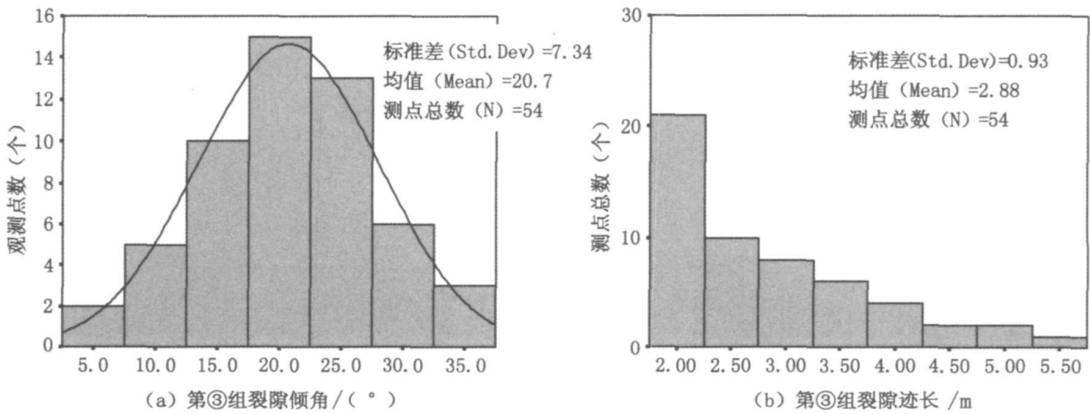 16
14
12
10
8
6
4
2
0
观测点数（个）
标准差(Std.Dev)=7.34
均值（Mean）=20.7
测点总数（N）=54
5.0 10.0 15.0 20.0 25.0 30.0 35.0
（a）第③组裂隙倾角/(°)
30
20
10
0
测点总数（个）
标准差(Std.Dev)=0.93
均值（Mean）=2.88
测点总数（N）=54
2.00 2.50 3.00 3.50 4.00 4.50 5.00 5.50
（b）第③组裂隙迹长 /m